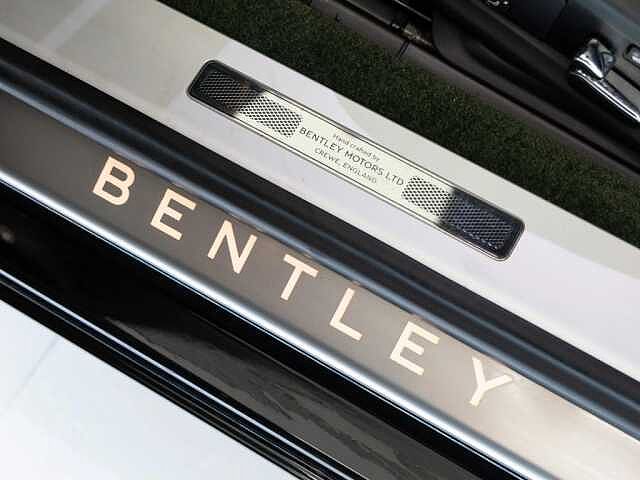 Hand crafted by
BENTLEY MOTORS LTD
CREWE, ENGLAND
BENTLEY